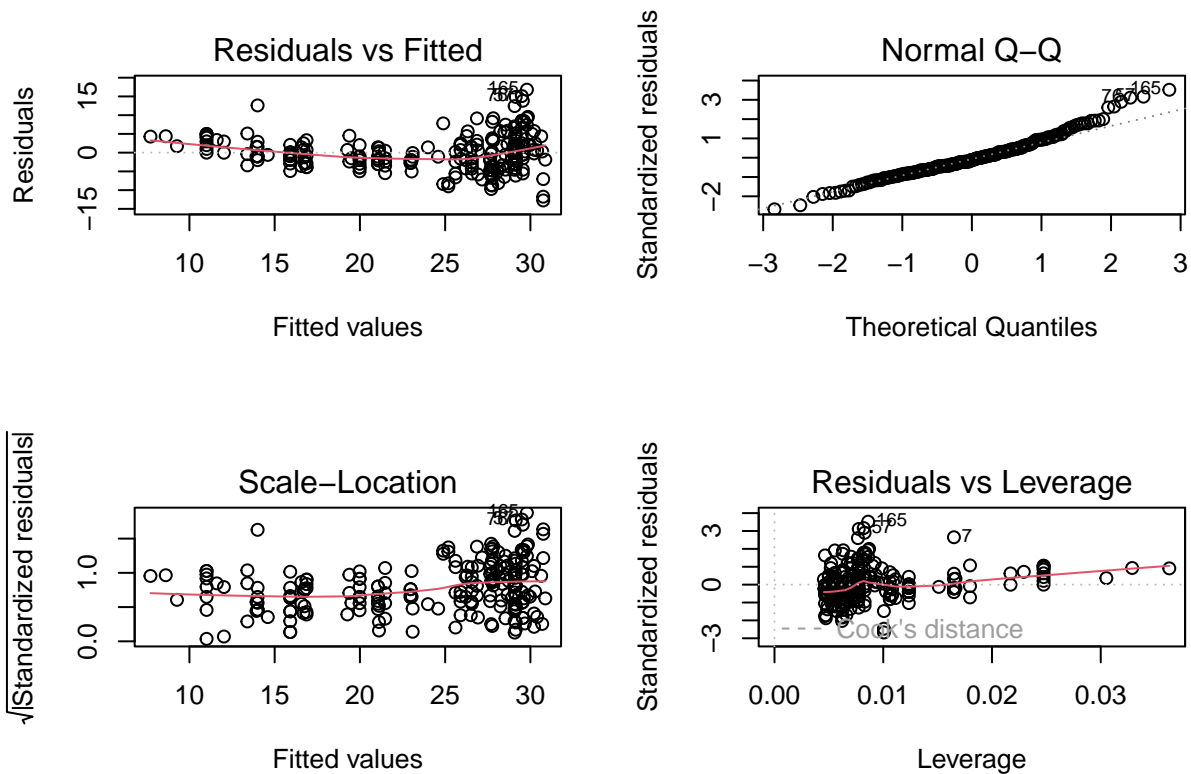 Residuals vs Fitted
Residuals
15
0
−15
165
10
15
20
25
30
Fitted values
Normal Q−Q
Standardized residuals
3
1
−2
165
−3
−2
−1
0
1
2
3
Theoretical Quantiles
Scale−Location
√|Standardized residuals|
1.0
0.0
165
10
15
20
25
30
Fitted values
Residuals vs Leverage
Standardized residuals
3
0
−3
165
57
7
Cook's distance
0.00
0.01
0.02
0.03
Leverage